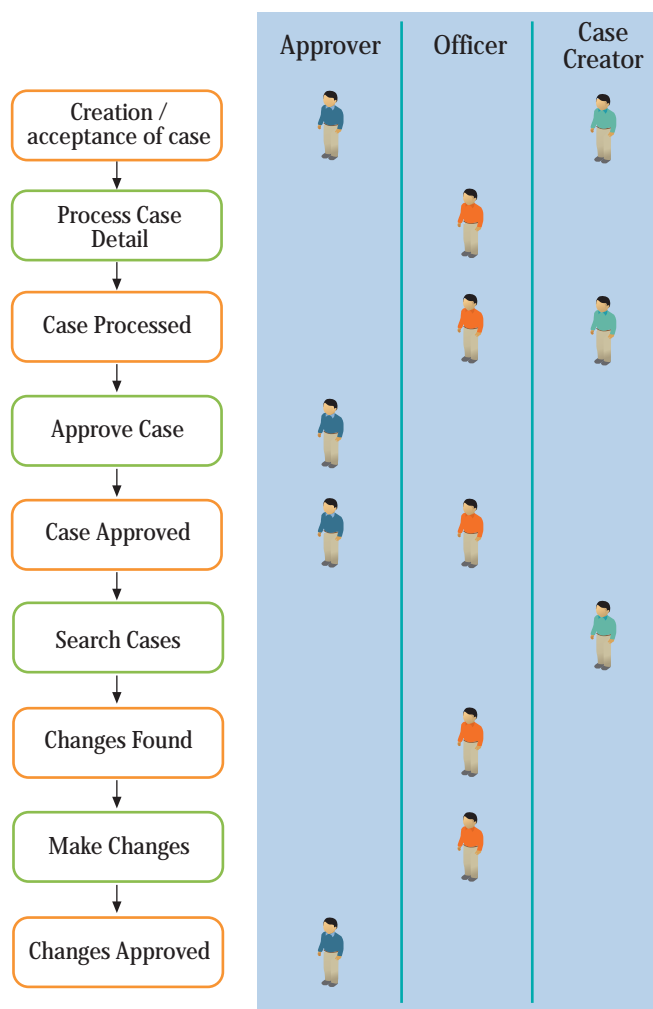 Approver
Officer
Case
Creator
Creation /
acceptance of case
Process Case
Detail
Case Processed
Approve Case
Case Approved
Search Cases
Changes Found
Make Changes
Changes Approved